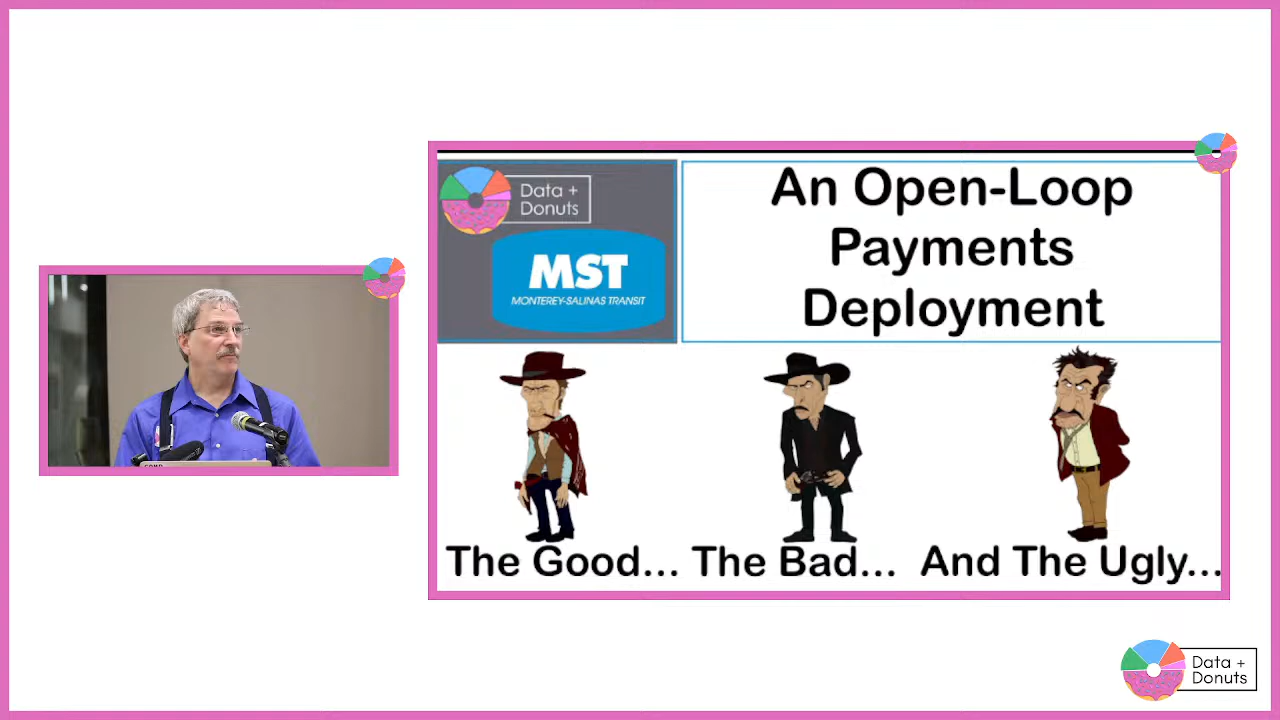 Data +
Donuts
MST
MONTEREY-SALINAS TRANSIT
An Open-Loop
Payments
Deployment
The Good... The Bad... And The Ugly...
Data +
Donuts